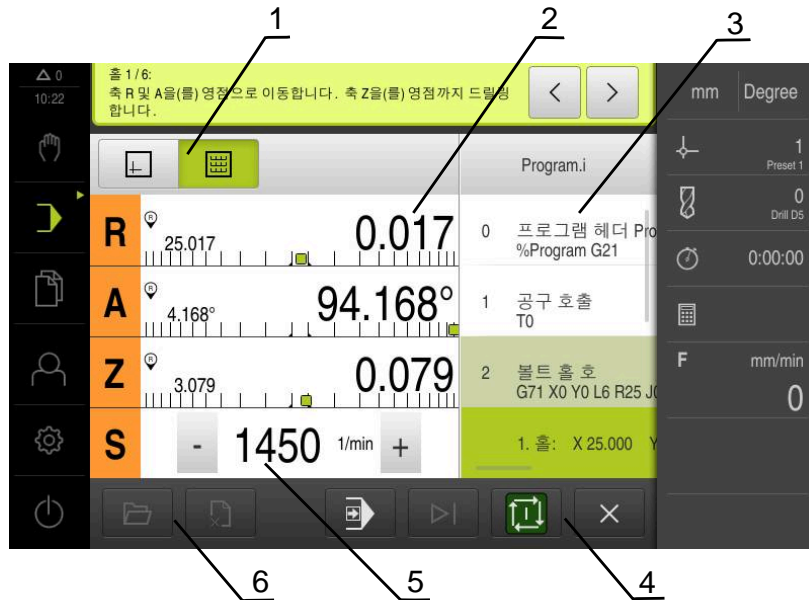 1
2
3
0
10:22
홀 1/6:
축 R 및 A을(를) 영점으로 이동합니다. 축 Z을(를) 영점까지 드릴링
합니다.
mm
Degree
1
Preset 1
0
Drill D5
0:00:00
F
mm/min
0
Program.i
R
R
25.017
0.017
A
R
4.168°
94.168°
Z
R
3.079
0.079
S
-
1450
1/min
+
0
프로그램 헤더 Pro
%Program G21
1
공구 호출
T0
2
볼트 홀 호
G71 X0 Y0 L6 R25 J0
1. 홀: X 25.000 Y
6
5
4